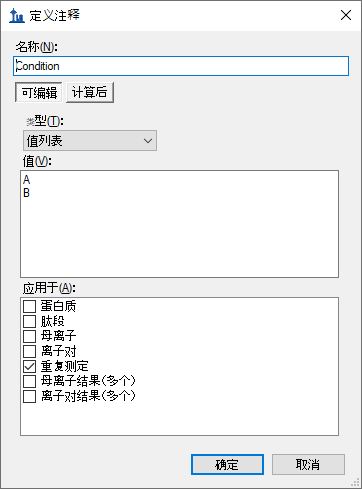 定义注释
名称(N):
Condition
可编辑 计算后
类型(T):
值列表
值(V):
A
B
应用于(A):
蛋白质
肽段
母离子
离子对
重复测定
母离子结果(多个)
离子对结果(多个)
确定 取消